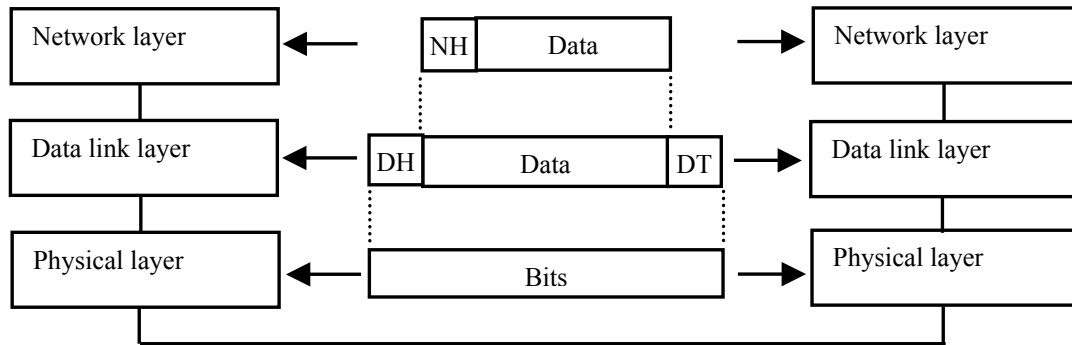 Network layer NH Data Network layer
Data link layer DH Data DT Data link layer
Physical layer Bits Physical layer